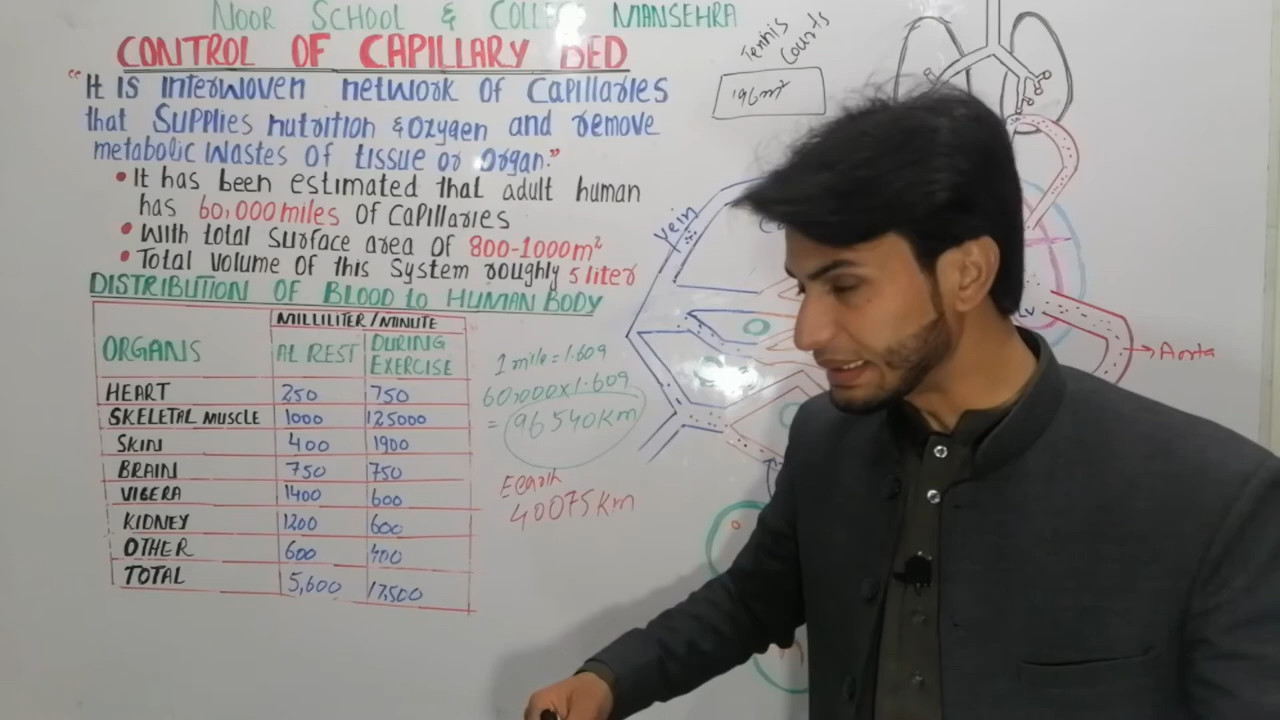 NOOR SCHOOL & COLLEGE MANSEHRA
CONTROL OF CAPILLARY BED
"It Is Interwoven network of Capillaries
that Supplies nutrition & Oxygen and remove
metabolic wastes of tissue or Organ."
• It has been estimated that adult human
has 60,000 miles of Capillaries
• With total surface area of 800-1000m²
• Total volume of this system roughly 5 liter
DISTRIBUTION OF BLOOD to HUMAN BODY
MILLILITER/MINUTE
ORGANS AL REST DURING EXERCISE
HEART 250 750
SKELETAL MUSCLE 1000 125000
SKIN 400 1900
BRAIN 750 750
VICERA 1400 600
KIDNEY 1200 600
OTHER 600 400
TOTAL 5,600 17,500
1 mile = 1.609
60,000 x 1.609
= 96540 Km
Eearth
40075 Km
Tennis
Courts
196m²
Vein
Aorta